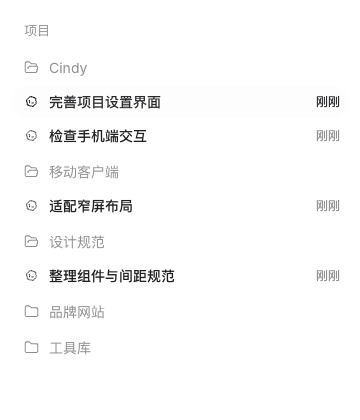 项目
Cindy
完善项目设置界面 刚刚
检查手机端交互 刚刚
移动客户端
适配窄屏布局 刚刚
设计规范
整理组件与间距规范 刚刚
品牌网站
工具库